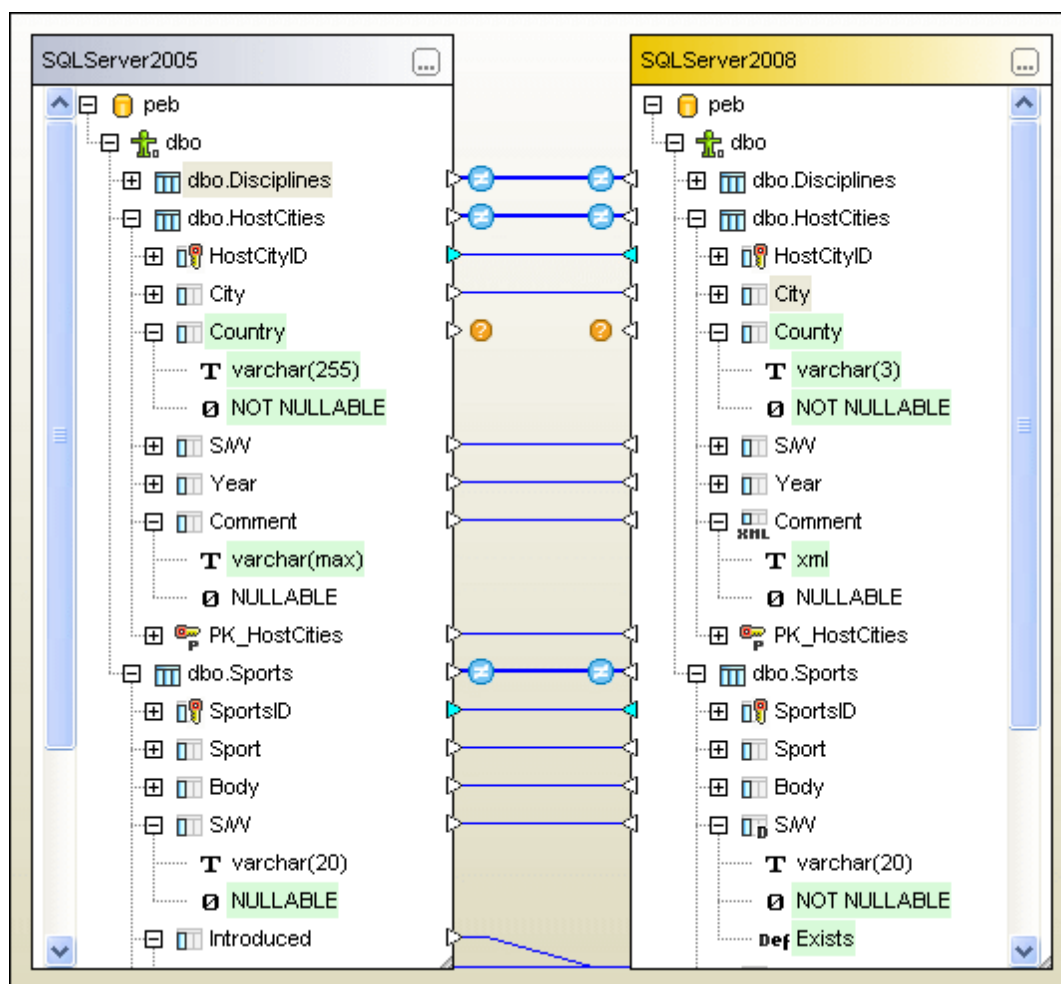 SQLServer2005
...
peb
dbo
dbo.Disciplines
dbo.HostCities
HostCityID
City
Country
T varchar(255)
Ø NOT NULLABLE
S/W
Year
Comment
T varchar(max)
Ø NULLABLE
P PK_HostCities
dbo.Sports
SportsID
Sport
Body
S/W
T varchar(20)
Ø NULLABLE
Introduced
≠ ≠
≠ ≠
? ?
≠ ≠
SQLServer2008
...
peb
dbo
dbo.Disciplines
dbo.HostCities
HostCityID
City
County
T varchar(3)
Ø NOT NULLABLE
S/W
Year
XML Comment
T xml
Ø NULLABLE
P PK_HostCities
dbo.Sports
SportsID
Sport
Body
D S/W
T varchar(20)
Ø NOT NULLABLE
Def Exists